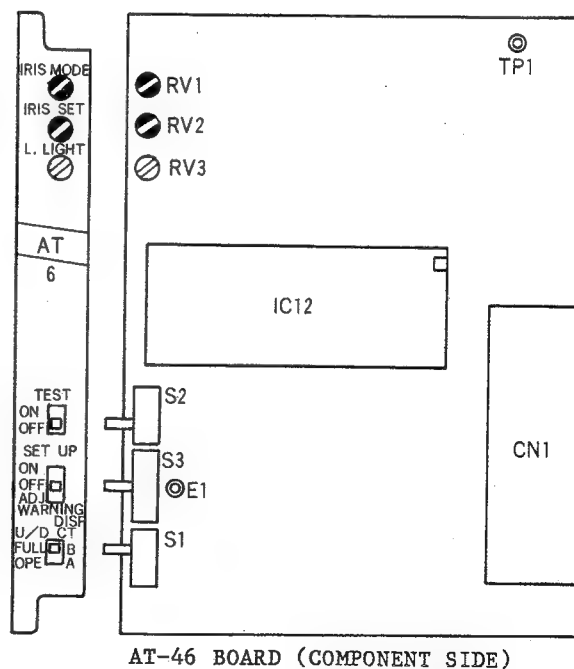 IRIS MODE
IRIS SET
L. LIGHT
AT
6
TEST
ON
OFF
SET UP
ON
OFF
ADJ
WARNING
DISP
U/D CT
FULL B
OPE A
RV1
RV2
RV3
TP1
IC12
S2
S3
E1
S1
CN1
AT-46 BOARD (COMPONENT SIDE)